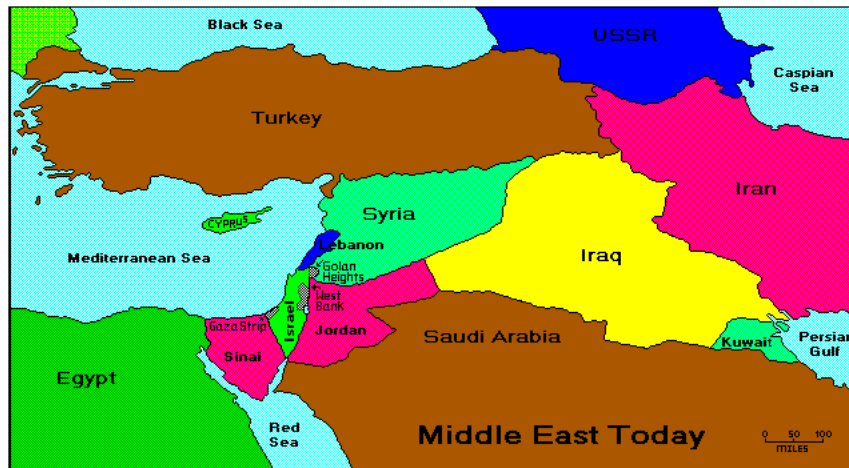 Black Sea
USSR
Caspian
Sea
Turkey
Iran
CYPRUS
Syria
Mediterranean Sea
Lebanon
Iraq
Golan
Heights
West
Bank
Israel
Gaza Strip
Jordan
Saudi Arabia
Kuwait
Persian
Gulf
Sinai
Egypt
Red
Sea
Middle East Today
0 50 100
MILES